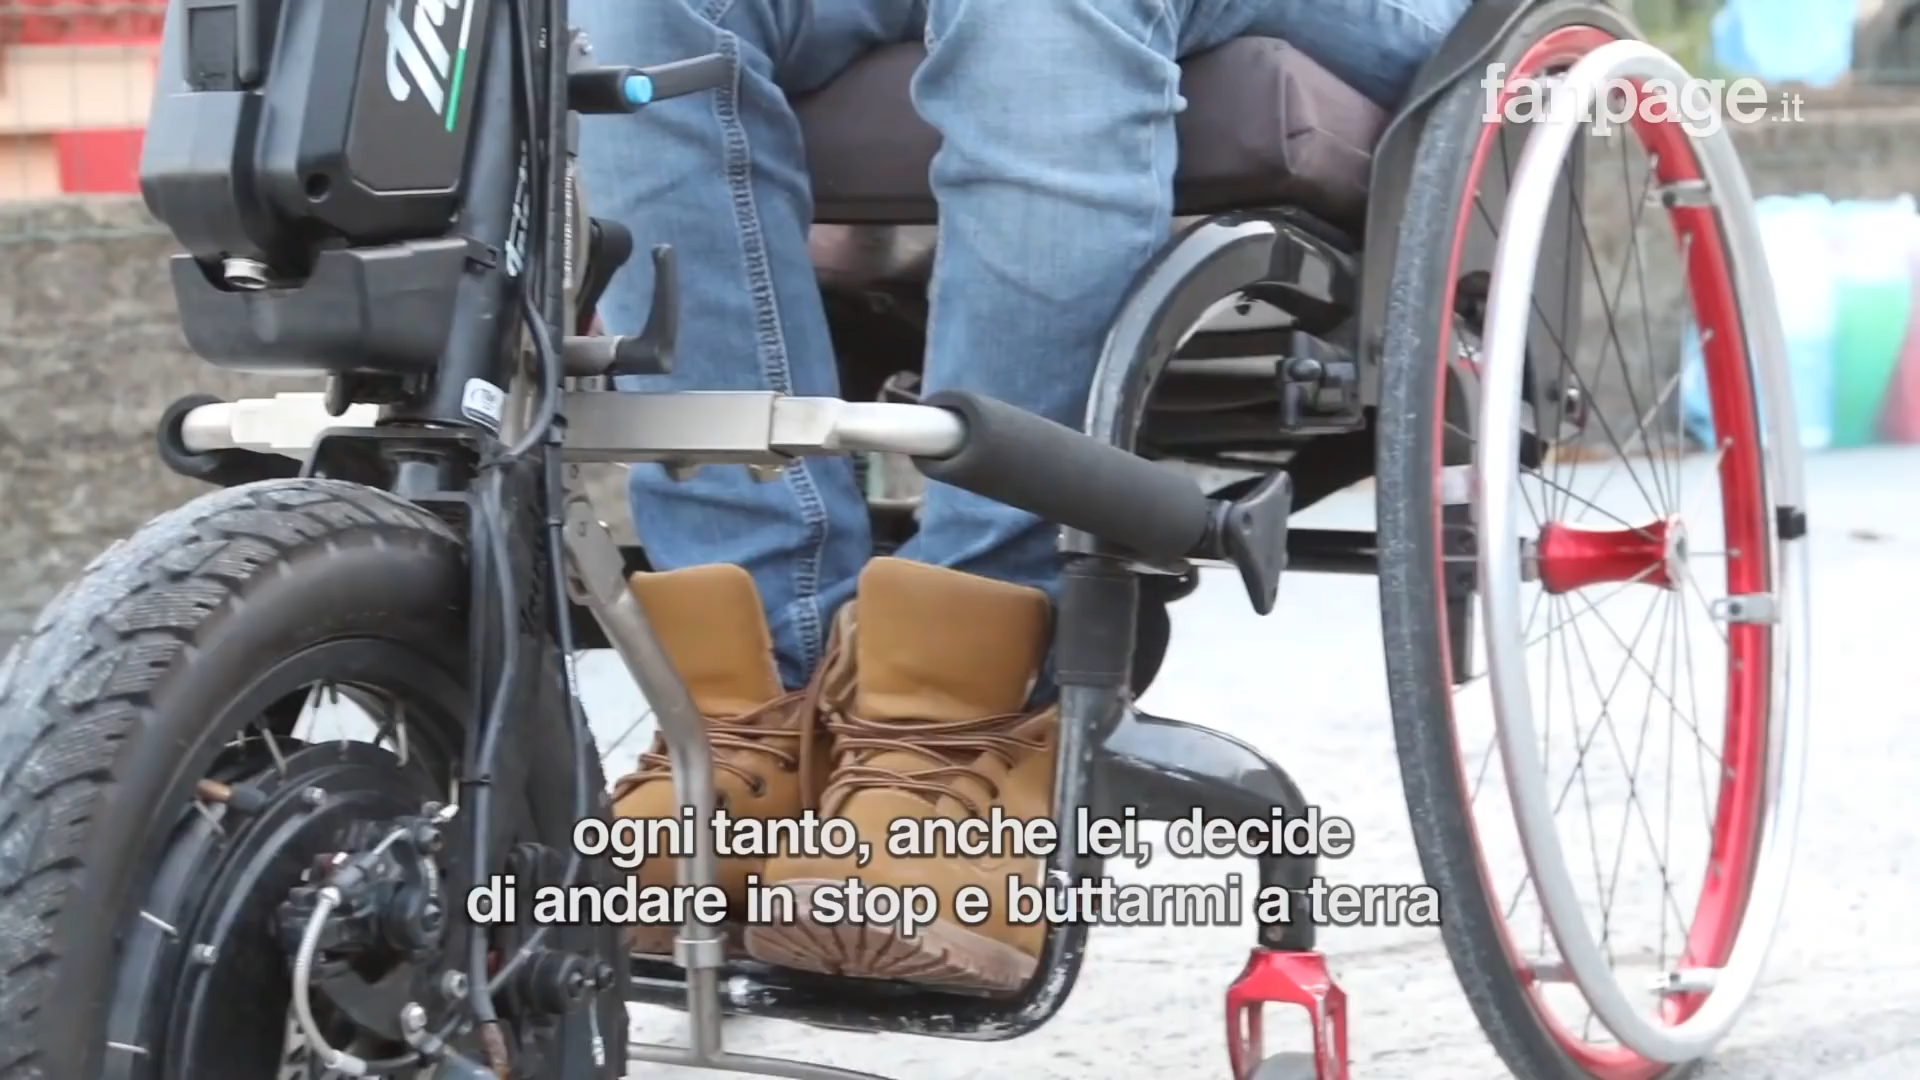 fanpage.it
ogni tanto, anche lei, decide
di andare in stop e buttarmi a terra